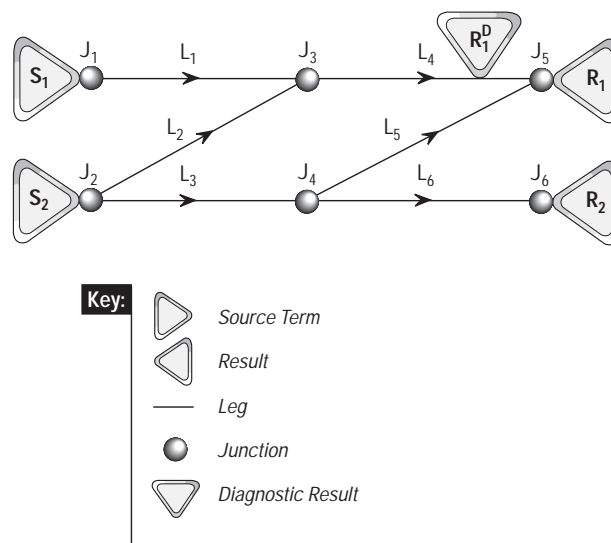 J1 L1 J3 L4 R1D J5
S1 R1
L2 L5
J2 L3 J4 L6 J6
S2 R2
Key:
Source Term
Result
Leg
Junction
Diagnostic Result